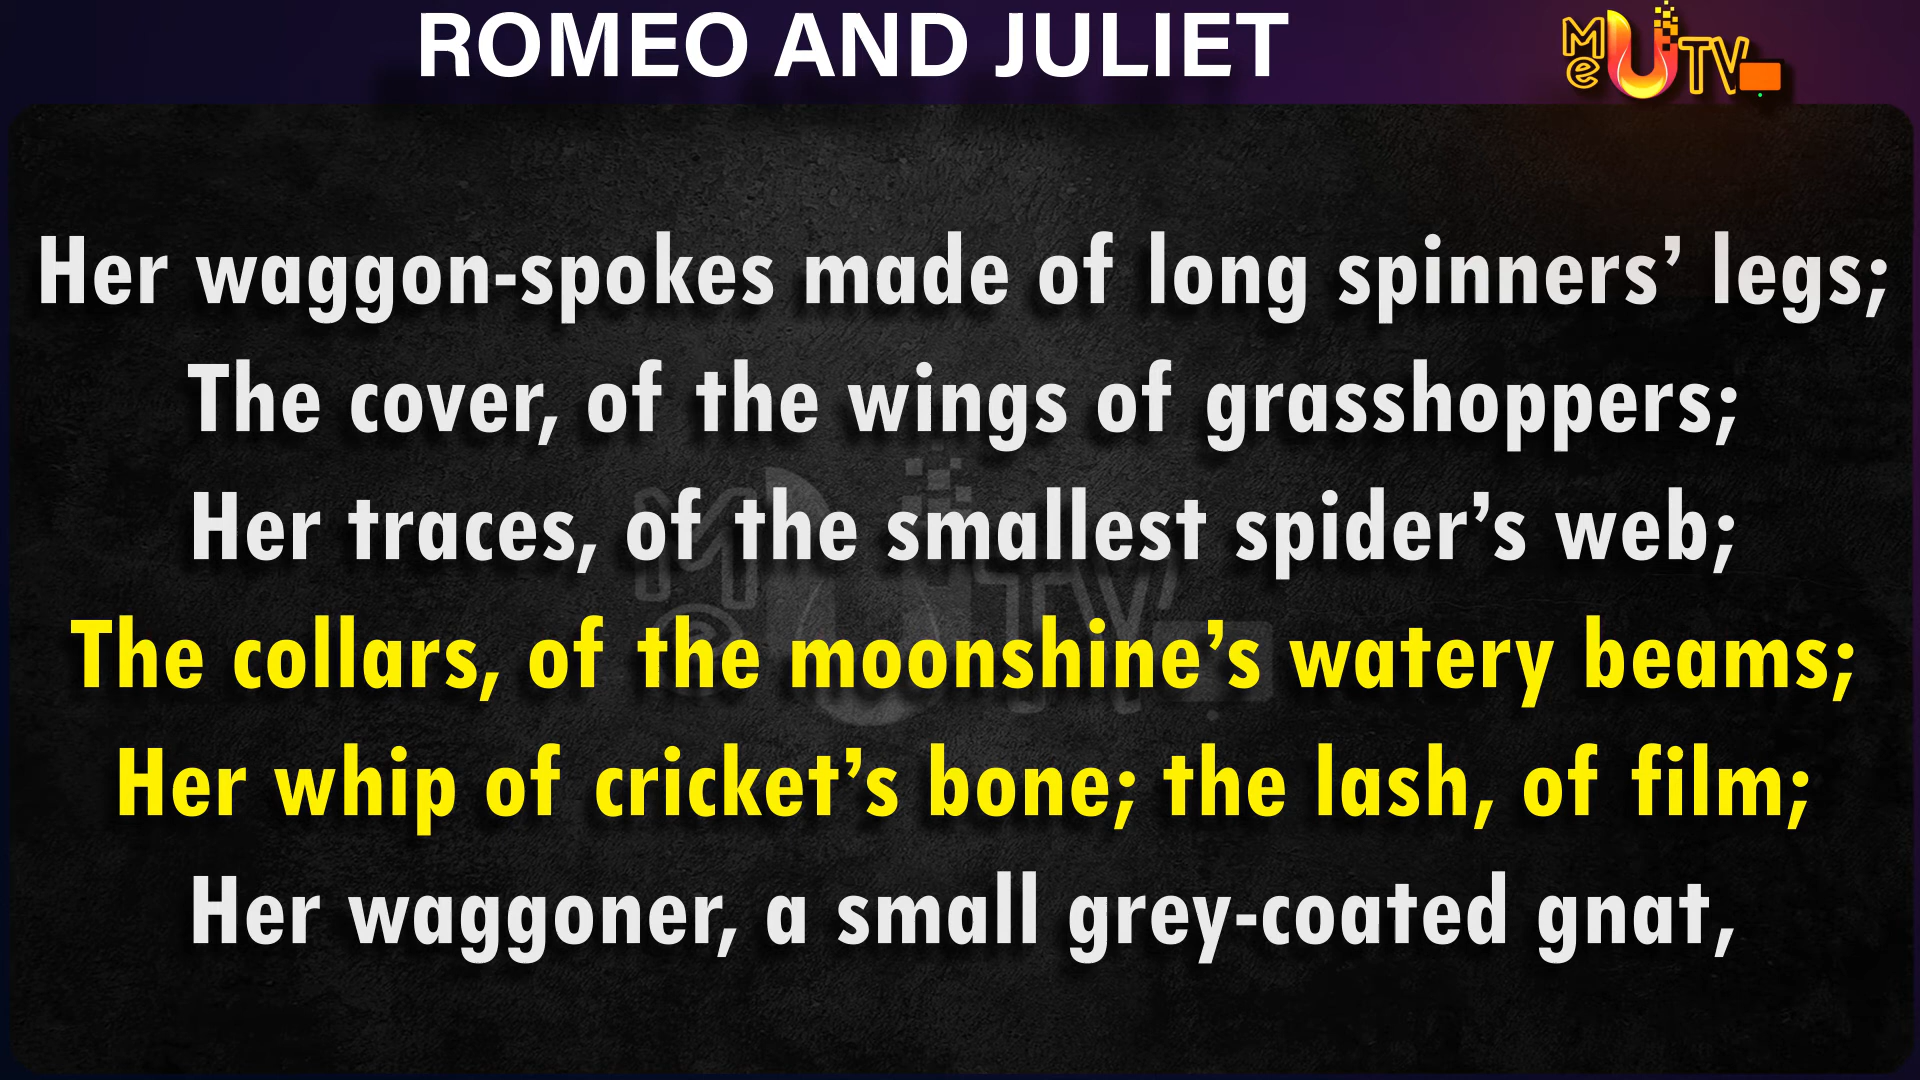 ROMEO AND JULIET
Me U TV
Her waggon-spokes made of long spinners’ legs;
The cover, of the wings of grasshoppers;
Her traces, of the smallest spider’s web;
The collars, of the moonshine’s watery beams;
Her whip of cricket’s bone; the lash, of film;
Her waggoner, a small grey-coated gnat,